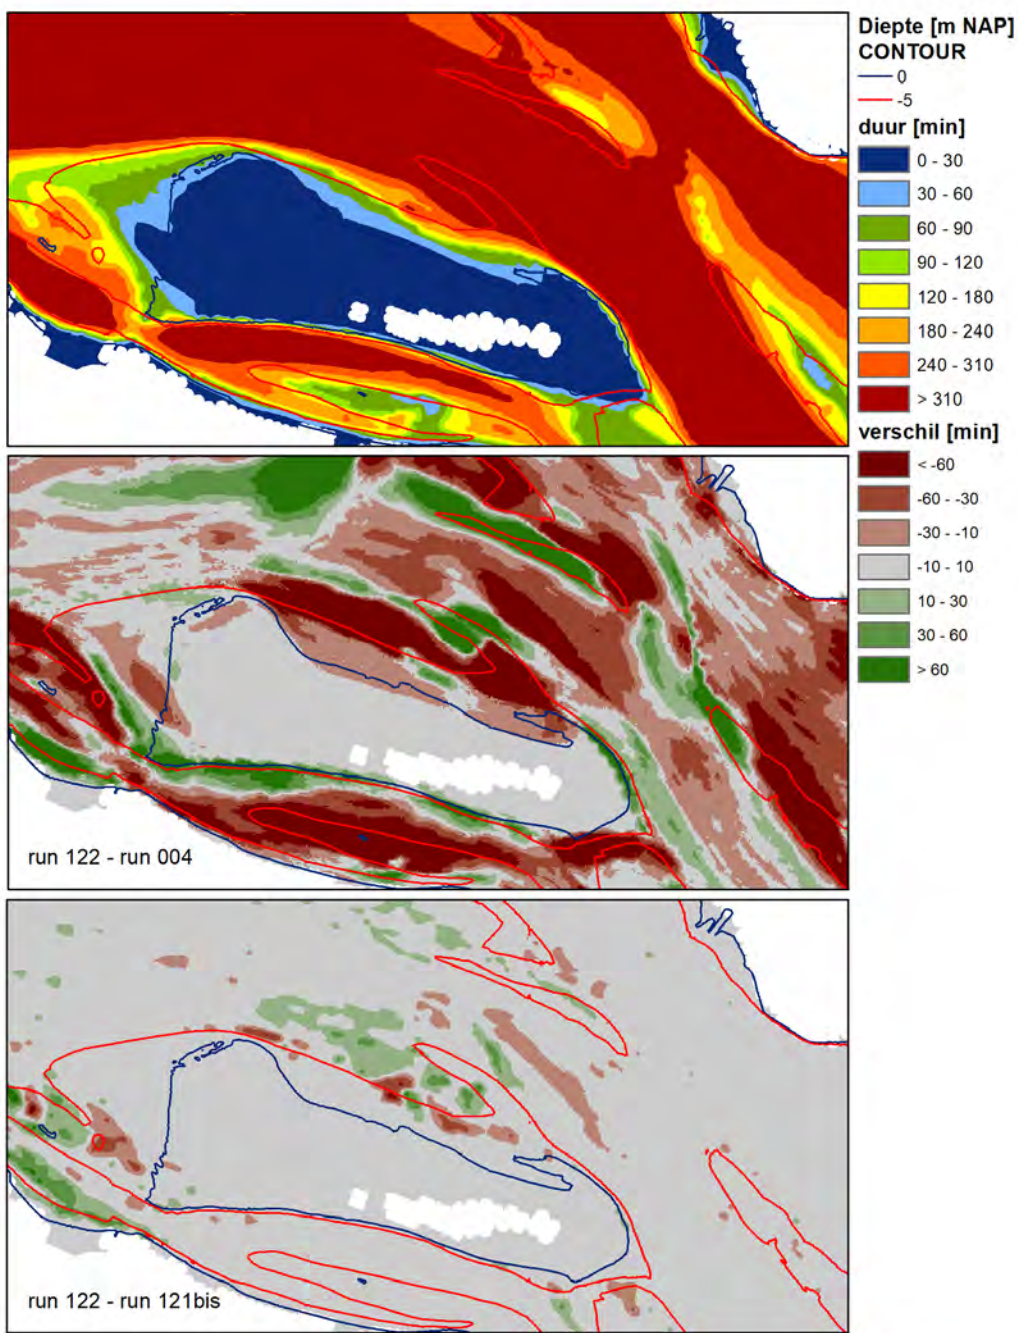 Diepte [m NAP]
CONTOUR
0
-5
duur [min]
0 - 30
30 - 60
60 - 90
90 - 120
120 - 180
180 - 240
240 - 310
> 310
verschil [min]
< -60
-60 - -30
-30 - -10
-10 - 10
10 - 30
30 - 60
> 60
run 122 - run 004
run 122 - run 121bis